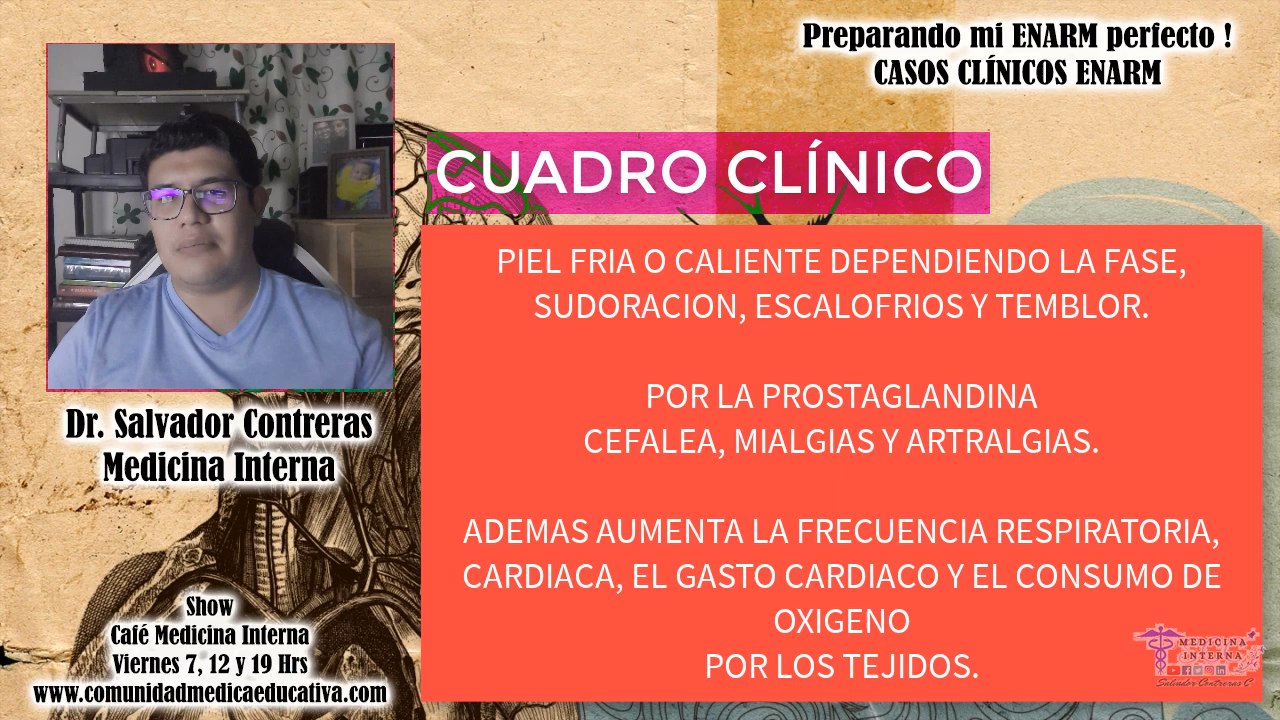 Preparando mi ENARM perfecto !
CASOS CLÍNICOS ENARM
CUADRO CLÍNICO
PIEL FRIA O CALIENTE DEPENDIENDO LA FASE,
SUDORACION, ESCALOFRIOS Y TEMBLOR.
POR LA PROSTAGLANDINA
CEFALEA, MIALGIAS Y ARTRALGIAS.
ADEMAS AUMENTA LA FRECUENCIA RESPIRATORIA,
CARDIACA, EL GASTO CARDIACO Y EL CONSUMO DE
OXIGENO
POR LOS TEJIDOS.
Dr. Salvador Contreras
Medicina Interna
Show
Café Medicina Interna
Viernes 7, 12 y 19 Hrs
www.comunidadmedicaeducativa.com
MEDICINA
INTERNA
Salvador Contreras C